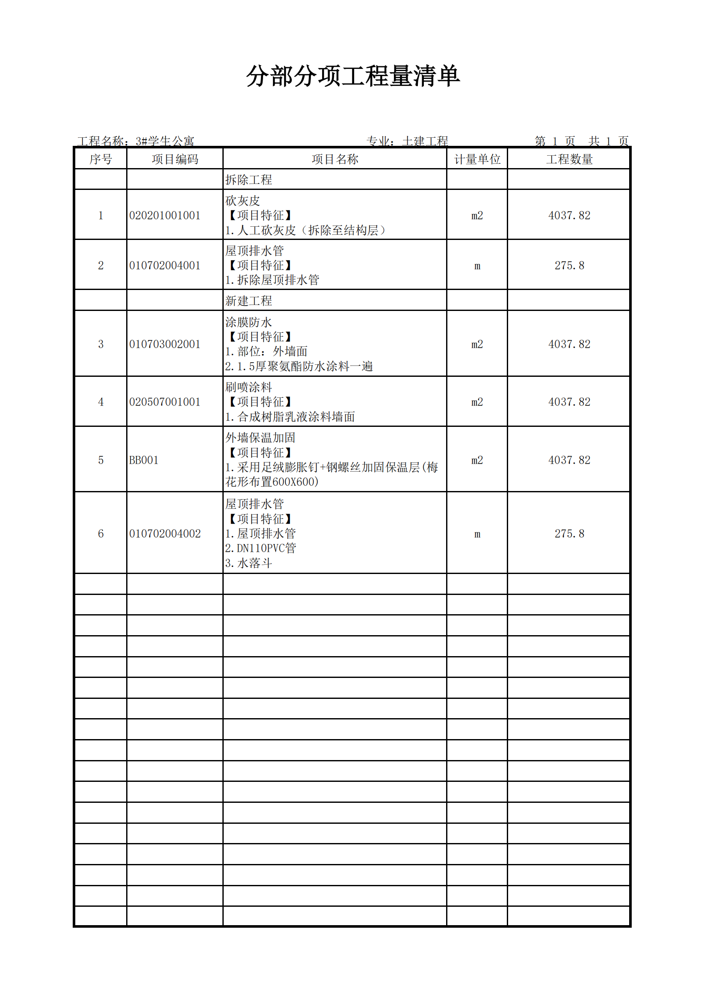 分部分项工程量清单
工程名称：3#学生公寓 专业：土建工程 第 1 页 共 1 页
序号 项目编码 项目名称 计量单位 工程数量
拆除工程
砍灰皮
1 020201001001 【项目特征】 m2 4037.82
1.人工砍灰皮（拆除至结构层）
屋顶排水管
2 010702004001 【项目特征】 m 275.8
1.拆除屋顶排水管
新建工程
涂膜防水
【项目特征】
3 010703002001 m2 4037.82
1.部位：外墙面
2.1.5厚聚氨酯防水涂料一遍
刷喷涂料
4 020507001001 【项目特征】 m2 4037.82
1.合成树脂乳液涂料墙面
外墙保温加固
【项目特征】
5 BB001 m2 4037.82
1.采用足绒膨胀钉+钢螺丝加固保温层(梅
花形布置600X600)
屋顶排水管
【项目特征】
6 010702004002 1.屋顶排水管 m 275.8
2.DN110PVC管
3.水落斗